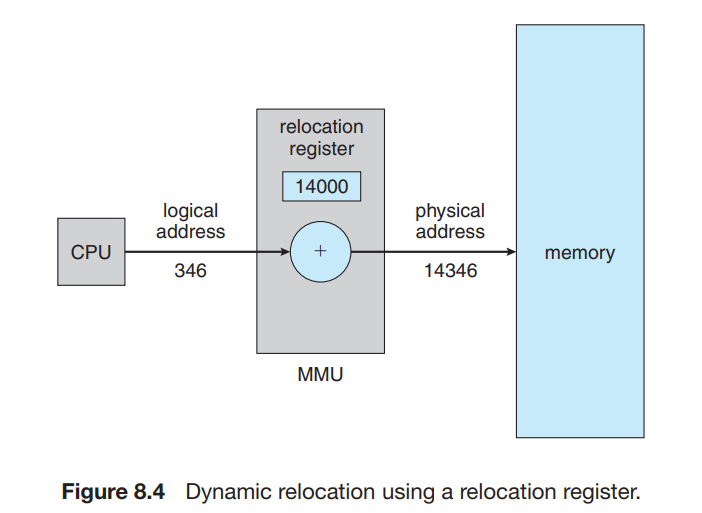 relocation
register
14000
logical
address
physical
address
CPU
+
memory
346
14346
MMU
Figure 8.4 Dynamic relocation using a relocation register.